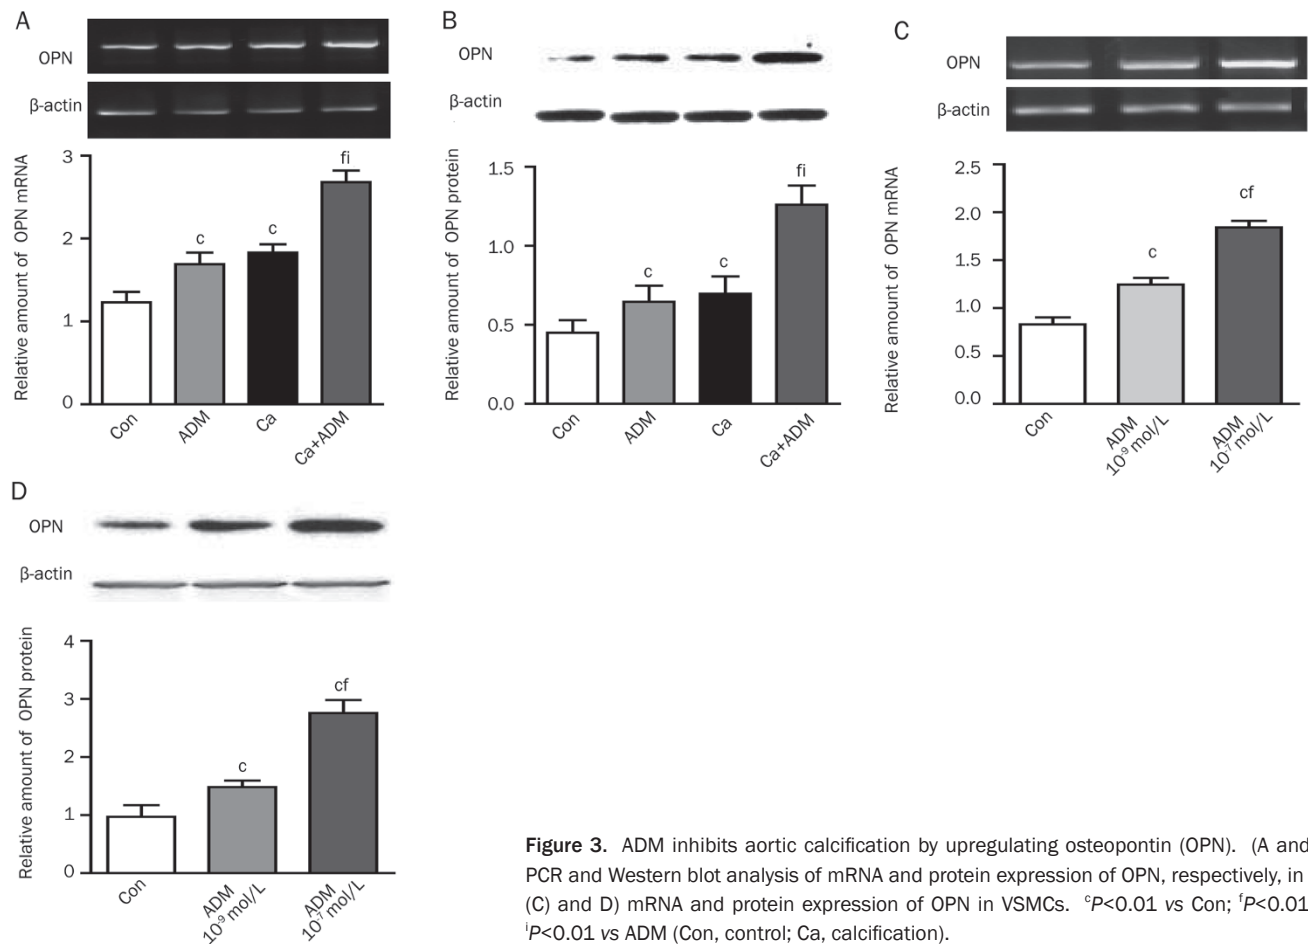 A
OPN
β-actin
Relative amount of OPN mRNA
3
2
1
0
c
c
fi
Con
ADM
Ca
Ca+ADM
B
OPN
β-actin
Relative amount of OPN protein
1.5
1.0
0.5
0.0
c
c
fi
Con
ADM
Ca
Ca+ADM
C
OPN
β-actin
Relative amount of OPN mRNA
2.5
2.0
1.5
1.0
0.5
0.0
c
cf
Con
ADM
10⁻⁹ mol/L
ADM
10⁻⁷ mol/L
D
OPN
β-actin
Relative amount of OPN protein
4
3
2
1
0
c
cf
Con
ADM
10⁻⁹ mol/L
ADM
10⁻⁷ mol/L
Figure 3. ADM inhibits aortic calcification by upregulating osteopontin (OPN). (A and
PCR and Western blot analysis of mRNA and protein expression of OPN, respectively, in
(C) and D) mRNA and protein expression of OPN in VSMCs. ᶜP<0.01 vs Con; ᶠP<0.01
ⁱP<0.01 vs ADM (Con, control; Ca, calcification).